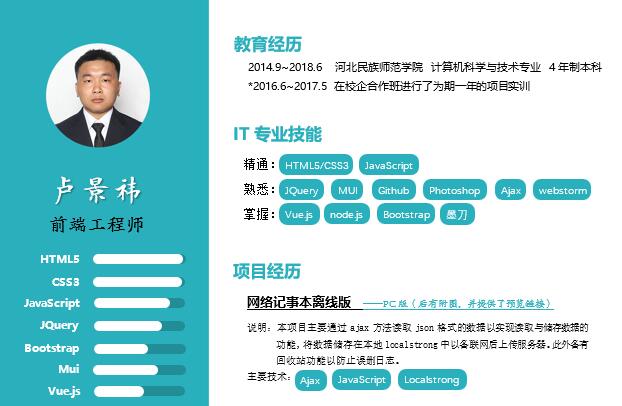 卢景祎
前端工程师
HTML5
CSS3
JavaScript
JQuery
Bootstrap
Mui
Vue.js
教育经历
2014.9~2018.6 河北民族师范学院 计算机科学与技术专业 4年制本科
*2016.6~2017.5 在校企合作班进行了为期一年的项目实训
IT 专业技能
精通： HTML5/CSS3 JavaScript
熟悉： JQuery MUI Github Photoshop Ajax webstorm
掌握： Vue.js node.js Bootstrap 墨刀
项目经历
网络记事本离线版 ——PC版（后有附图，并提供了预览链接）
说明：本项目主要通过 ajax 方法读取 json 格式的数据以实现读取与储存数据的
功能，将数据储存在本地 localstrong 中以备联网后上传服务器。此外备有
回收站功能以防止误删日志。
主要技术： Ajax JavaScript Localstrong